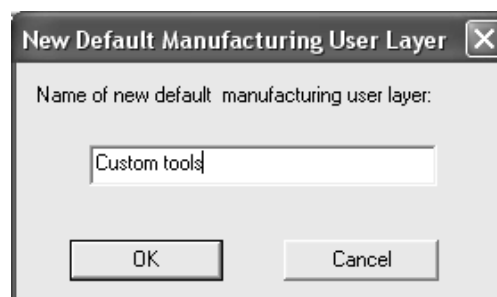 New Default Manufacturing User Layer
Name of new default manufacturing user layer:
Custom tools
OK Cancel